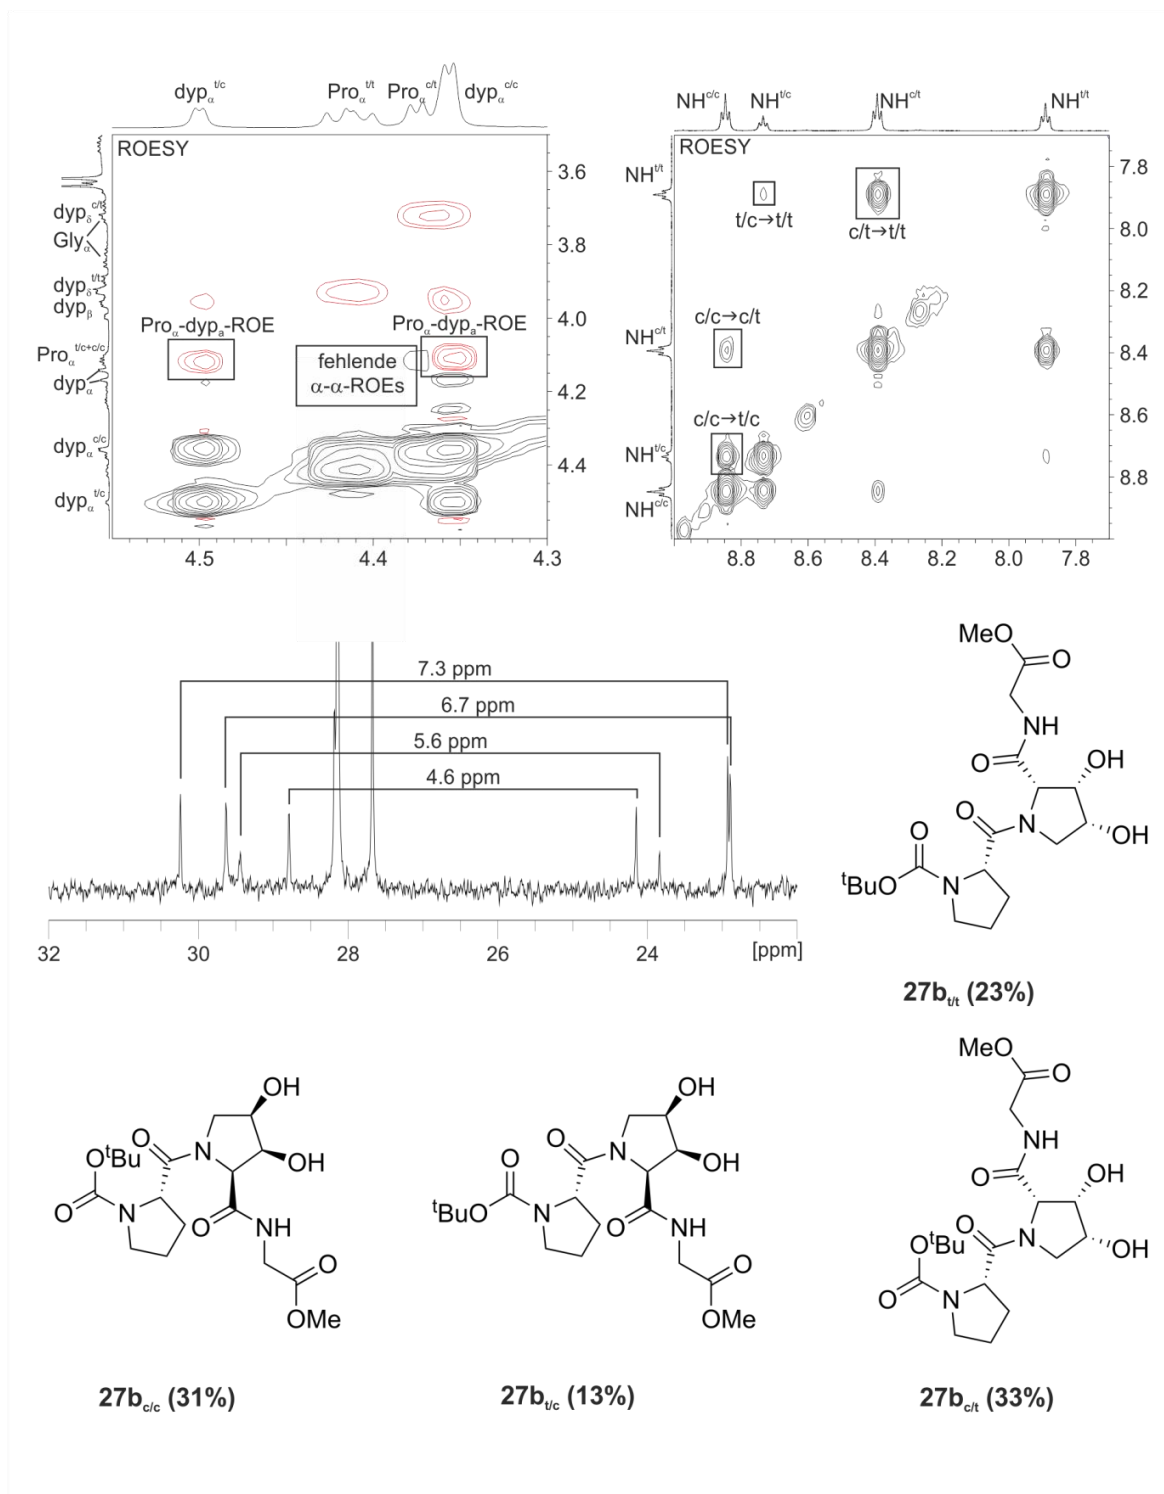 dypα t/c
Proα t/t
Proα c/t
dypα c/c
ROESY
dypδ c/t
Glyα
dypδ t/t
dypβ
Proα t/c+c/c
dypα
dypα c/c
dypα t/c
Proα-dypa-ROE
Proα-dypa-ROE
fehlende
α-α-ROEs
3.6
3.8
4.0
4.2
4.4
4.5
4.4
4.3
NH c/c
NH t/c
NH c/t
NH t/t
ROESY
NH t/t
NH c/t
NH t/c
NH c/c
t/c→t/t
c/t→t/t
c/c→c/t
c/c→t/c
7.8
8.0
8.2
8.4
8.6
8.8
8.8
8.6
8.4
8.2
8.0
7.8
7.3 ppm
6.7 ppm
5.6 ppm
4.6 ppm
32
30
28
26
24
[ppm]
MeO
O
NH
O
OH
O
N
OH
O
tBuO
N
27bt/t (23%)
OH
O
N
OtBu
OH
O
N
O
NH
O
OMe
27bc/c (31%)
OH
O
N
O
OH
tBuO
N
O
NH
O
OMe
27bt/c (13%)
MeO
O
NH
O
OH
O
N
OtBu
OH
O
N
27bc/t (33%)